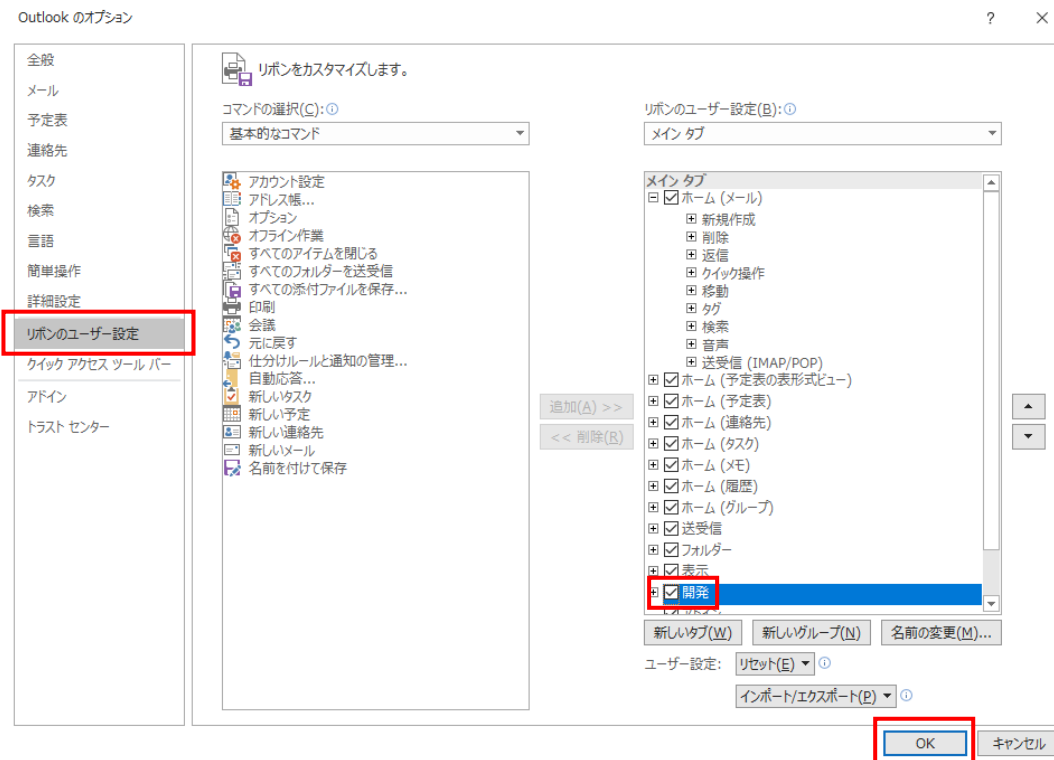 Outlook のオプション
?
×
全般
メール
予定表
連絡先
タスク
検索
言語
簡単操作
詳細設定
リボンのユーザー設定
クイック アクセス ツール バー
アドイン
トラスト センター
リボンをカスタマイズします。
コマンドの選択(C):
基本的なコマンド
アカウント設定
アドレス帳...
オプション
オフライン作業
すべてのアイテムを閉じる
すべてのフォルダーを送受信
すべての添付ファイルを保存...
印刷
会議
元に戻す
仕分けルールと通知の管理...
自動応答...
新しいタスク
新しい予定
新しい連絡先
新しいメール
名前を付けて保存
追加(A) >>
<< 削除(R)
リボンのユーザー設定(B):
メイン タブ
メイン タブ
ホーム (メール)
新規作成
削除
返信
クイック操作
移動
タグ
検索
音声
送受信 (IMAP/POP)
ホーム (予定表の表形式ビュー)
ホーム (予定表)
ホーム (連絡先)
ホーム (タスク)
ホーム (メモ)
ホーム (履歴)
ホーム (グループ)
送受信
フォルダー
表示
開発
新しいタブ(W)
新しいグループ(N)
名前の変更(M)...
ユーザー設定:
リセット(E)
インポート/エクスポート(P)
OK
キャンセル